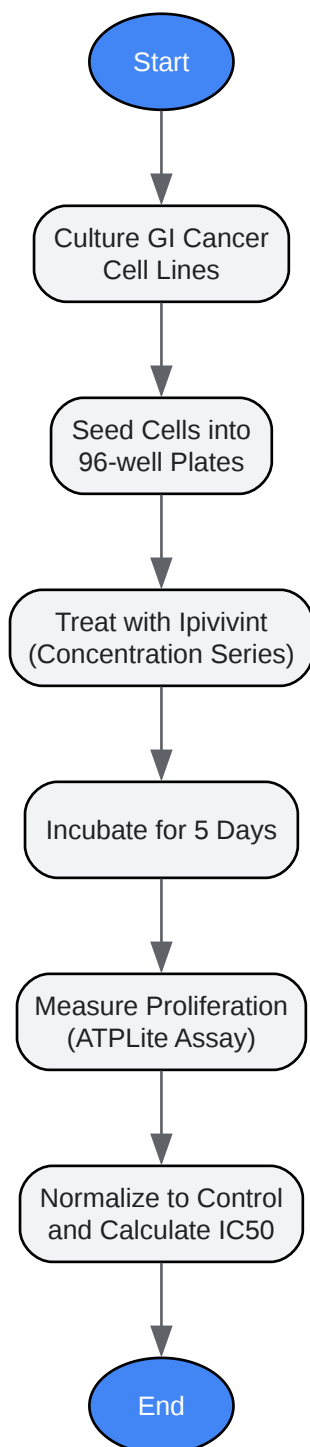 Start
Culture GI Cancer
Cell Lines
Seed Cells into
96-well Plates
Treat with Ipivivint
(Concentration Series)
Incubate for 5 Days
Measure Proliferation
(ATPLite Assay)
Normalize to Control
and Calculate IC50
End